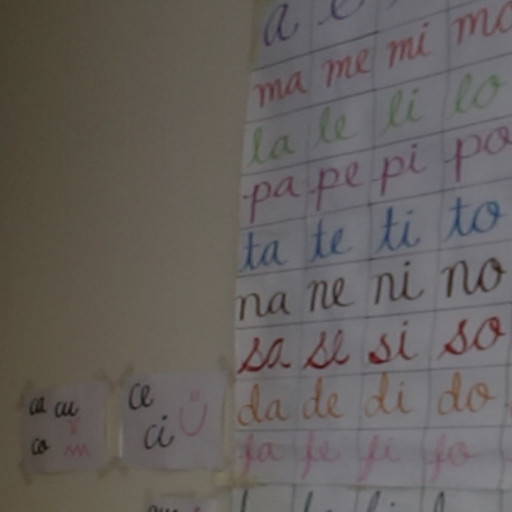 a e
ma me mi mo
la le li lo
pa pe pi po
ta te ti to
na ne ni no
sa se si so
da de di do
fa fe fi fo
ca cu
co
ce
ci